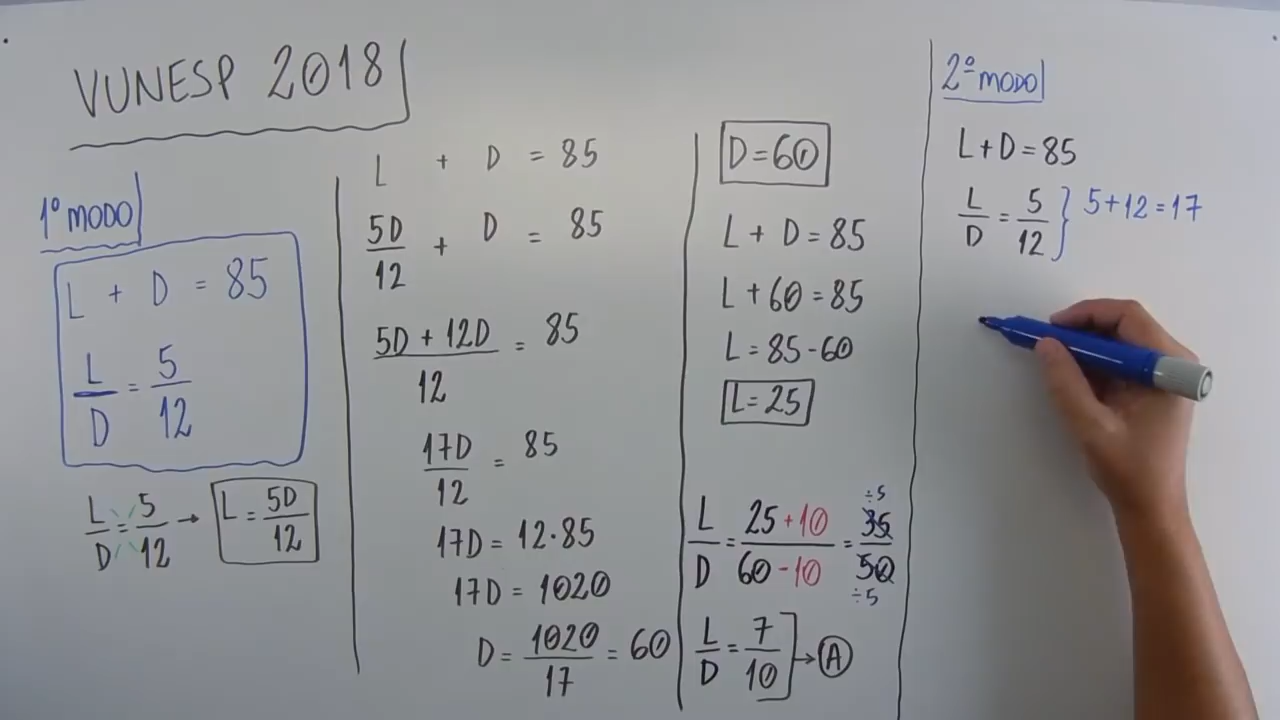 VUNESP 2018
1º MODO
L + D = 85
L/D = 5/12
L/D = 5/12 → L = 5D/12
L + D = 85
5D/12 + D = 85
5D + 12D/12 = 85
17D/12 = 85
17D = 12·85
17D = 1020
D = 1020/17 = 60
D = 60
L + D = 85
L + 60 = 85
L = 85 - 60
L = 25
÷5
L/D = 25 + 10/60 - 10 = 35/50
÷5
L/D = 7/10 → A
2º MODO
L + D = 85
L/D = 5/12 } 5 + 12 = 17